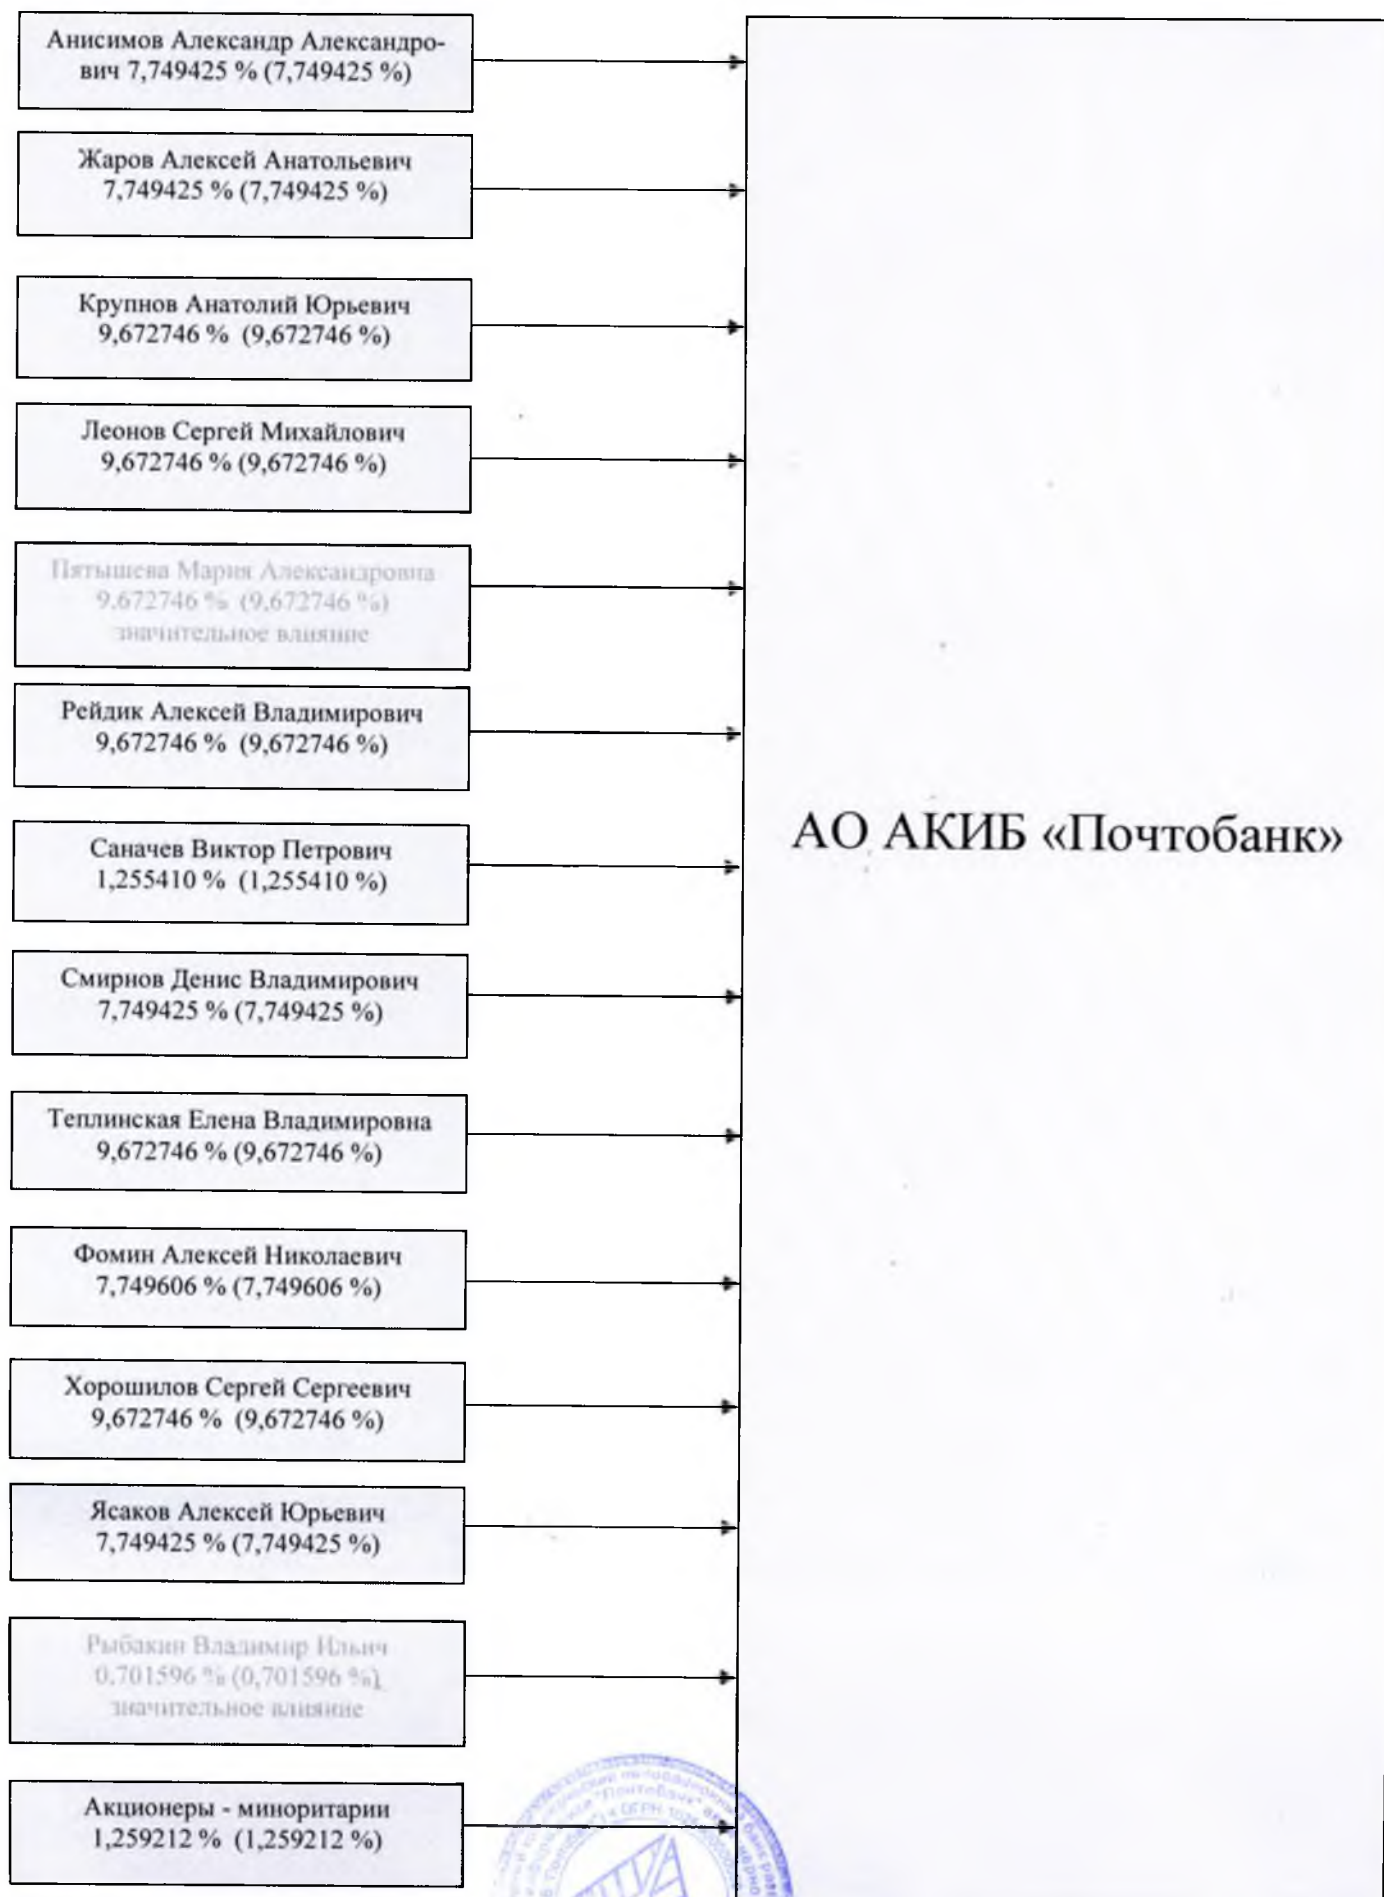 Анисимов Александр Александро-
вич 7,749425 % (7,749425 %)
Жаров Алексей Анатольевич
7,749425 % (7,749425 %)
Крупнов Анатолий Юрьевич
9,672746 % (9,672746 %)
Леонов Сергей Михайлович
9,672746 % (9,672746 %)
Пятышева Мария Александровна
9,672746 % (9,672746 %)
значительное влияние
Рейдик Алексей Владимирович
9,672746 % (9,672746 %)
Саначев Виктор Петрович
1,255410 % (1,255410 %)
Смирнов Денис Владимирович
7,749425 % (7,749425 %)
Теплинская Елена Владимировна
9,672746 % (9,672746 %)
Фомин Алексей Николаевич
7,749606 % (7,749606 %)
Хорошилов Сергей Сергеевич
9,672746 % (9,672746 %)
Ясаков Алексей Юрьевич
7,749425 % (7,749425 %)
Рыбакин Владимир Ильич
0,701596 % (0,701596 %)
значительное влияние
Акционеры - миноритарии
1,259212 % (1,259212 %)
АО АКИБ «Почтобанк»
"Почтобанк"
ОГРН